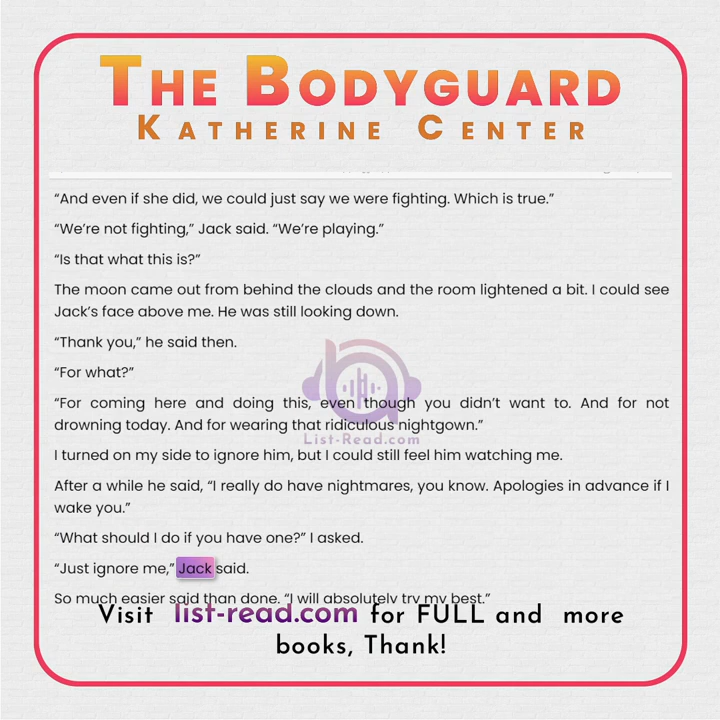 THE BODYGUARD
KATHERINE CENTER
“And even if she did, we could just say we were fighting. Which is true.”
“We’re not fighting,” Jack said. “We’re playing.”
“Is that what this is?”
The moon came out from behind the clouds and the room lightened a bit. I could see
Jack’s face above me. He was still looking down.
“Thank you,” he said then.
“For what?”
“For coming here and doing this, even though you didn’t want to. And for not
drowning today. And for wearing that ridiculous nightgown.”
List-Read.com
I turned on my side to ignore him, but I could still feel him watching me.
After a while he said, “I really do have nightmares, you know. Apologies in advance if I
wake you.”
“What should I do if you have one?” I asked.
“Just ignore me,” Jack said.
So much easier said than done. “I will absolutely try my best.”
Visit list-read.com for FULL and more
books, Thank!